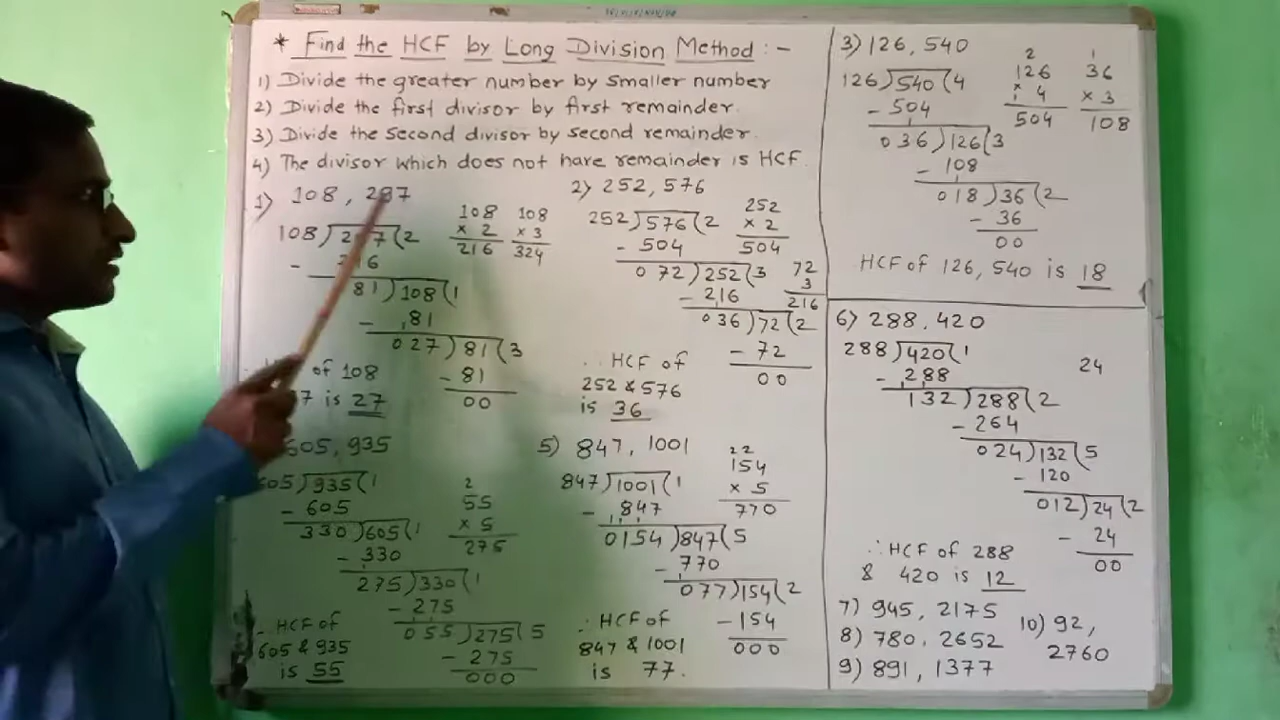 * Find the HCF by Long Division Method :-
1) Divide the greater number by smaller number
2) Divide the first divisor by first remainder.
3) Divide the Second divisor by second remainder.
4) The divisor which does not have remainder is HCF.
1) 108, 297
108) 2 7 (2
- 216
81) 108 (1
- 81
027) 81 (3
- 81
00
108
× 2
216
108
× 3
324
of 108
7 is 27
2) 252, 576
252) 576 (2
- 504
072) 252 (3
- 216
036) 72 (2
- 72
00
252
× 2
504
72
3
216
∴ HCF of
252 & 576
is 36
3) 126, 540
126) 540 (4
- 504
036) 126 (3
- 108
018) 36 (2
- 36
00
2
126
× 4
504
1
36
× 3
108
HCF of 126, 540 is 18
605, 935
605) 935 (1
- 605
330) 605 (1
- 330
275) 330 (1
- 275
055) 275 (5
- 275
000
2
55
× 5
275
HCF of
605 & 935
is 55
5) 847, 1001
847) 1001 (1
- 847
0154) 847 (5
- 770
077) 154 (2
- 154
000
22
154
× 5
770
∴ HCF of
847 & 1001
is 77.
6) 288, 420
288) 420 (1
- 288
132) 288 (2
- 264
024) 132 (5
- 120
012) 24 (2
- 24
00
24
∴ HCF of 288
& 420 is 12
7) 945, 2175
8) 780, 2652
9) 891, 1377
10) 92,
2760